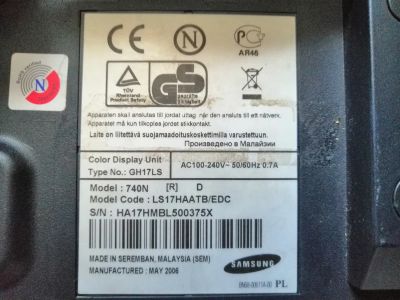 CE N PC
AR46
TÜV
Rheinland
Product Safety
GS
N
Apparaten skall anslutas till jordat uttag när den ansluts till ett nätverk.
Apparatet må kun tilkoples jordet stikkontakt.
Laite on liitettävä suojamaadoituskoskettimilla varustettuun.
Произведено в Малайзии
Color Display Unit
Type No.: GH17LS
AC100-240V~ 50/60Hz 0.7A
Model : 740N [R] D
Model Code : LS17HAATB/EDC
S/N : HA17HMBL500375X
MADE IN SEREMBAN, MALAYSIA (SEM)
MANUFACTURED : MAY 2006
SAMSUNG
PL